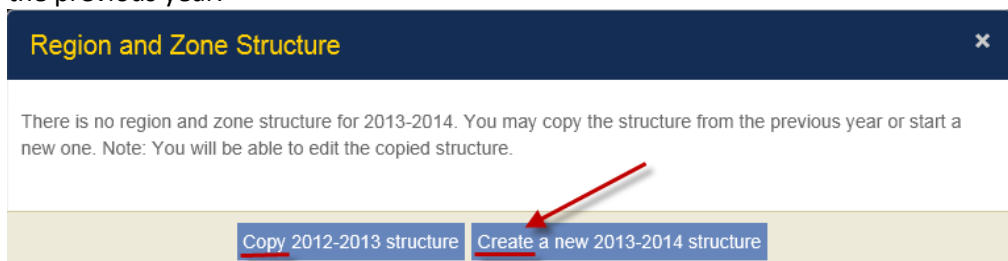 the previous year.
Region and Zone Structure ×
There is no region and zone structure for 2013-2014. You may copy the structure from the previous year or start a
new one. Note: You will be able to edit the copied structure.
Copy 2012-2013 structure Create a new 2013-2014 structure